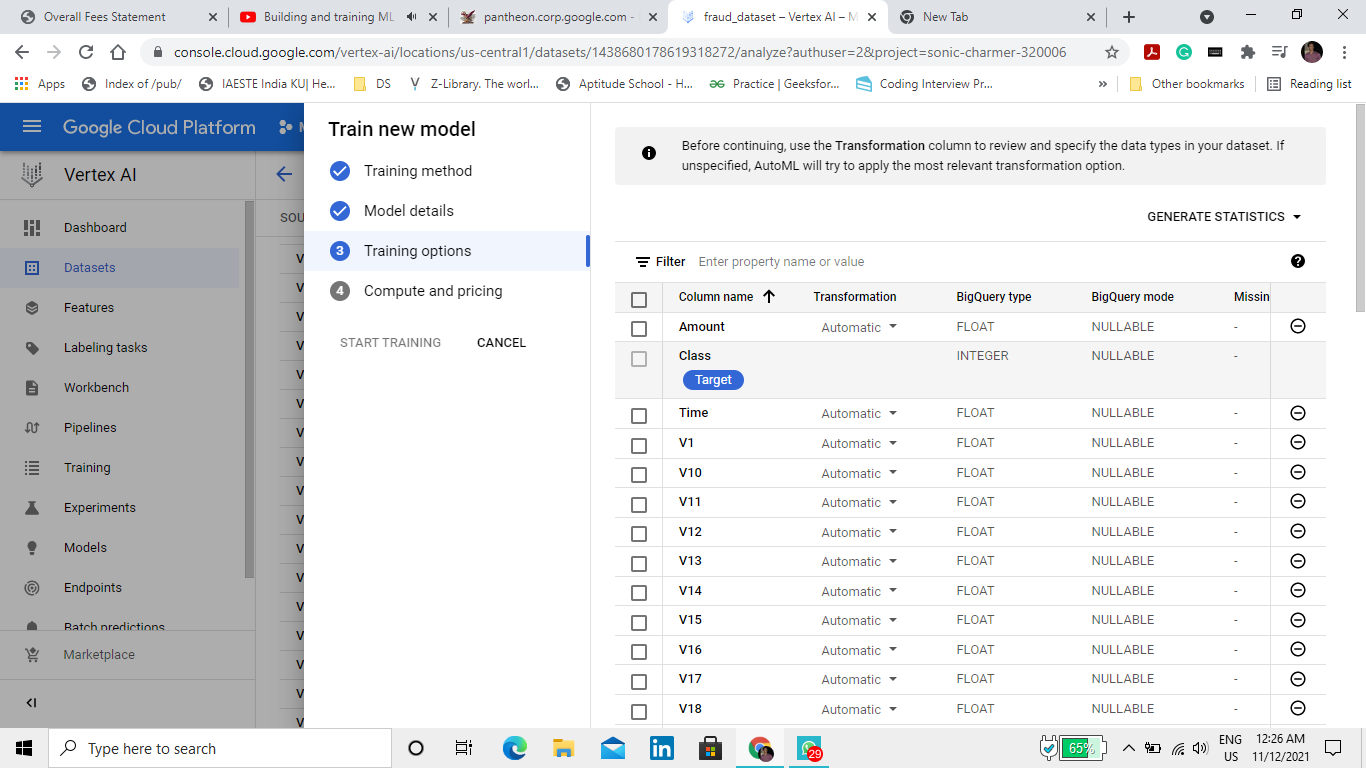 Overall Fees Statement
Building and training ML
pantheon.corp.google.com -
fraud_dataset – Vertex AI – M
New Tab
console.cloud.google.com/vertex-ai/locations/us-central1/datasets/1438680178619318272/analyze?authuser=2&project=sonic-charmer-320006
Apps
Index of /pub/
IAESTE India KU| He...
DS
Z-Library. The worl...
Aptitude School - H...
Practice | Geeksfor...
Coding Interview Pr...
»
Other bookmarks
Reading list
Google Cloud Platform
Vertex AI
SOU
Dashboard
Datasets
Features
Labeling tasks
Workbench
Pipelines
Training
Experiments
Models
Endpoints
Batch predictions
Marketplace
Train new model
Training method
Model details
3 Training options
4 Compute and pricing
START TRAINING CANCEL
Before continuing, use the Transformation column to review and specify the data types in your dataset. If
unspecified, AutoML will try to apply the most relevant transformation option.
GENERATE STATISTICS
Filter Enter property name or value
Column name Transformation BigQuery type BigQuery mode Missin
Amount Automatic FLOAT NULLABLE -
Class INTEGER NULLABLE -
Target
Time Automatic FLOAT NULLABLE -
V1 Automatic FLOAT NULLABLE -
V10 Automatic FLOAT NULLABLE -
V11 Automatic FLOAT NULLABLE -
V12 Automatic FLOAT NULLABLE -
V13 Automatic FLOAT NULLABLE -
V14 Automatic FLOAT NULLABLE -
V15 Automatic FLOAT NULLABLE -
V16 Automatic FLOAT NULLABLE -
V17 Automatic FLOAT NULLABLE -
V18 Automatic FLOAT NULLABLE -
Type here to search
29
65%
ENG
US
12:26 AM
11/12/2021